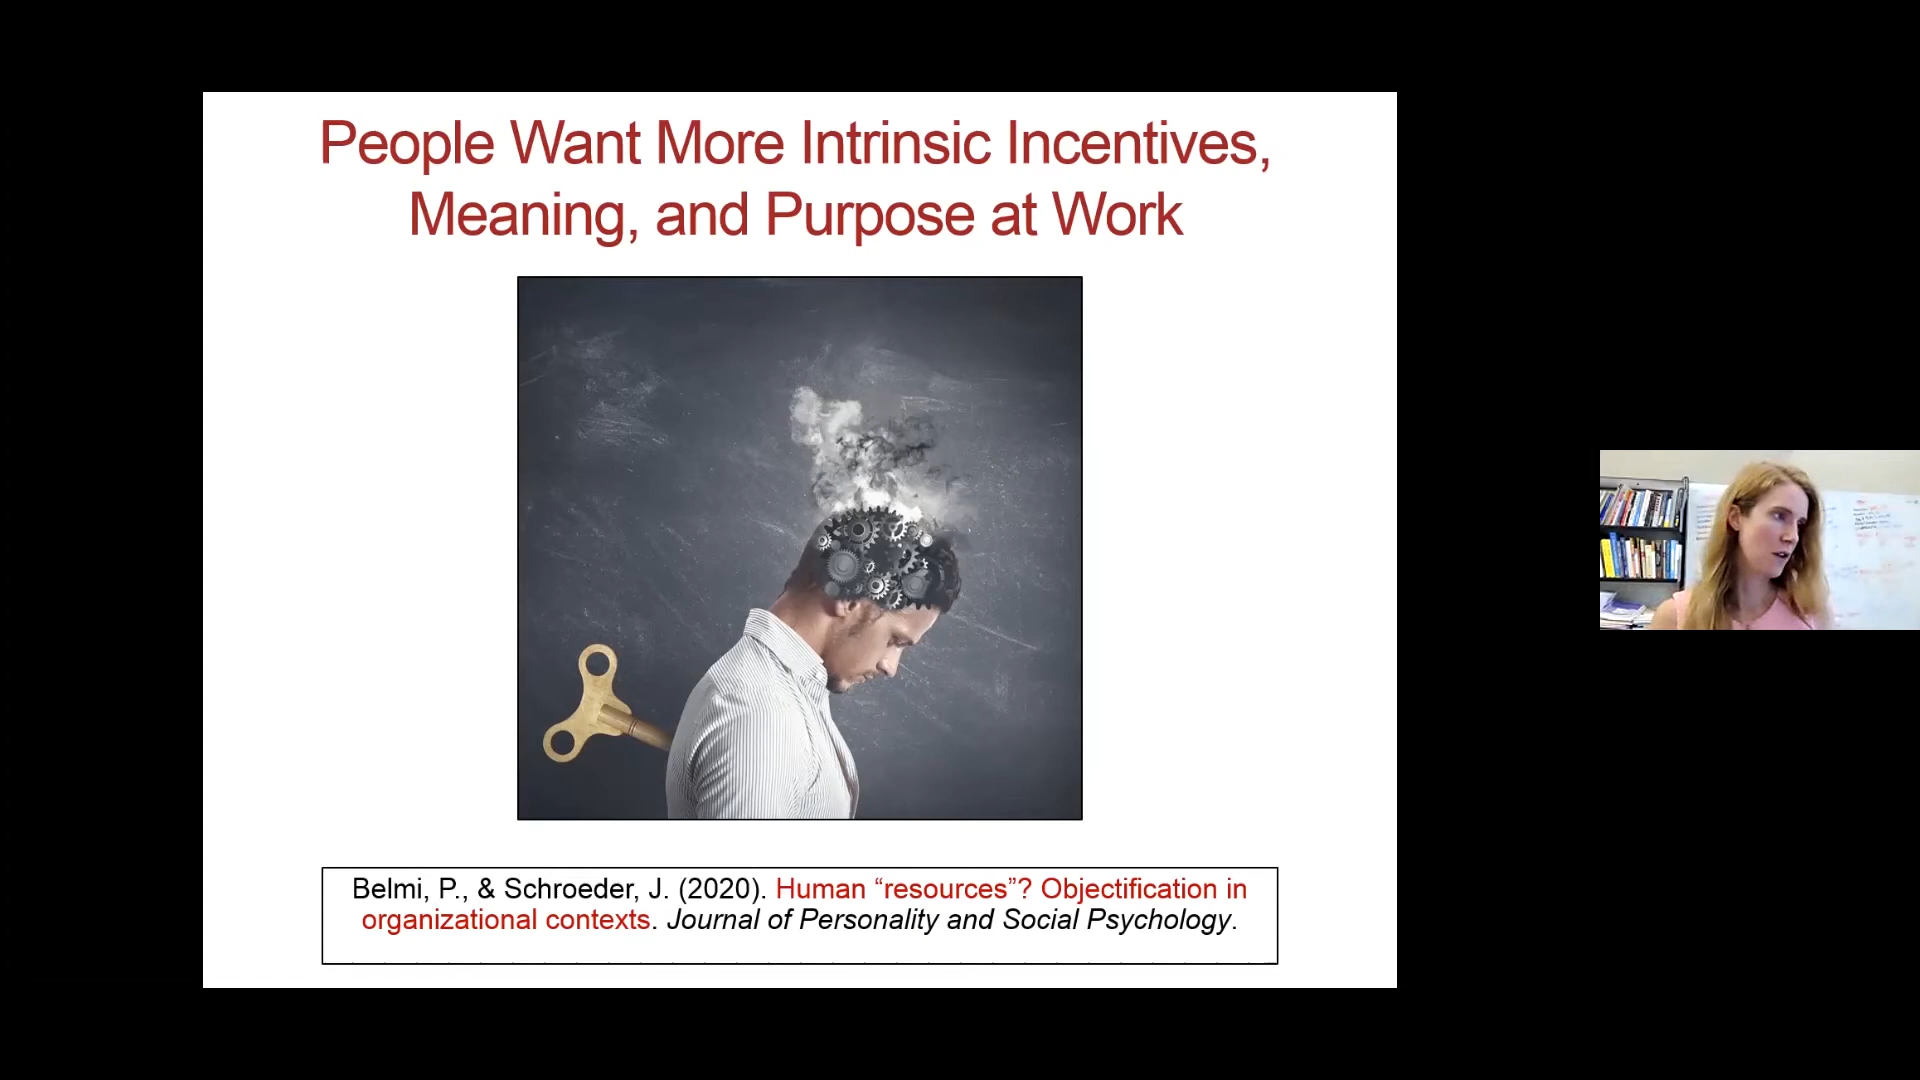 People Want More Intrinsic Incentives,
Meaning, and Purpose at Work
Belmi, P., & Schroeder, J. (2020). Human “resources”? Objectification in
organizational contexts. Journal of Personality and Social Psychology.